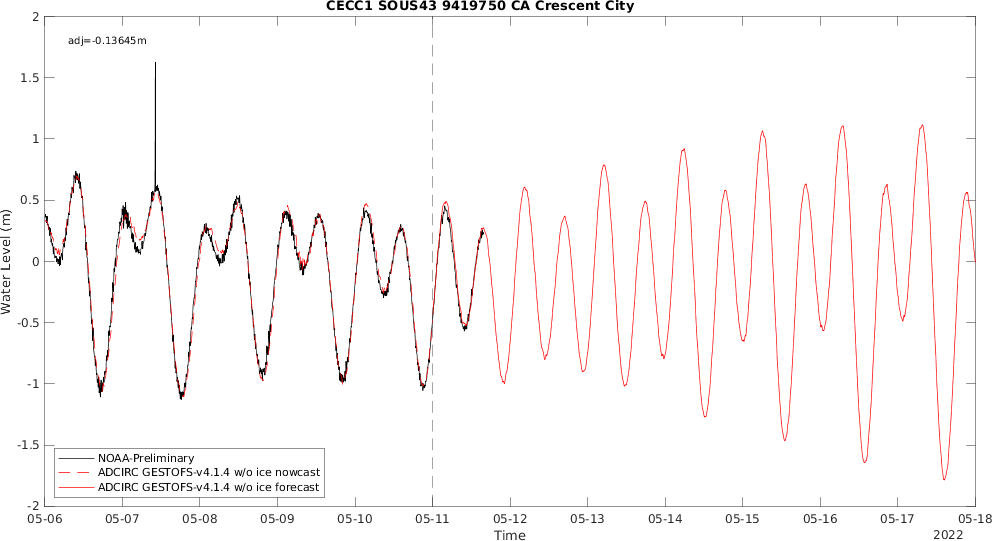 CECC1 SOUS43 9419750 CA Crescent City
adj=-0.13645m
2
1.5
1
0.5
0
-0.5
-1
-1.5
-2
Water Level (m)
NOAA-Preliminary
ADCIRC GESTOFS-v4.1.4 w/o ice nowcast
ADCIRC GESTOFS-v4.1.4 w/o ice forecast
05-06 05-07 05-08 05-09 05-10 05-11 05-12 05-13 05-14 05-15 05-16 05-17 05-18
Time
2022